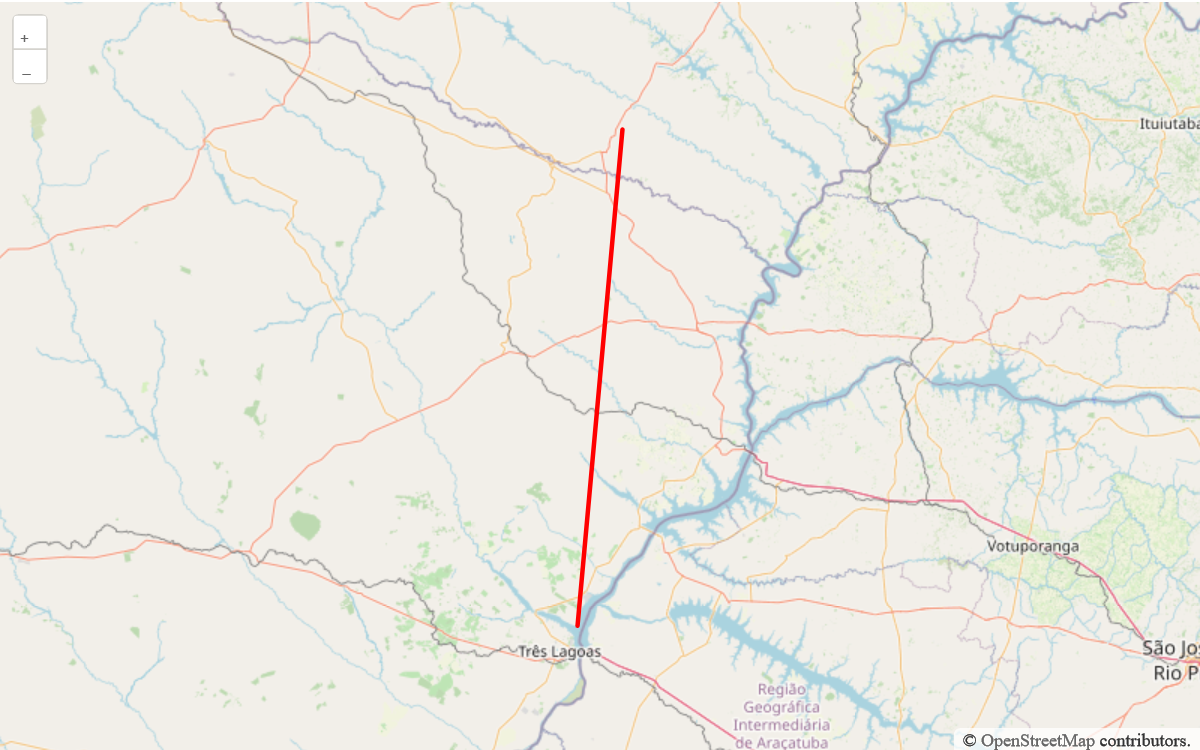 +
–
Ituiutaba
Votuporanga
São Jos
Rio P
Três Lagoas
Região
Geográfica
Intermediária
de Araçatuba
© OpenStreetMap contributors.